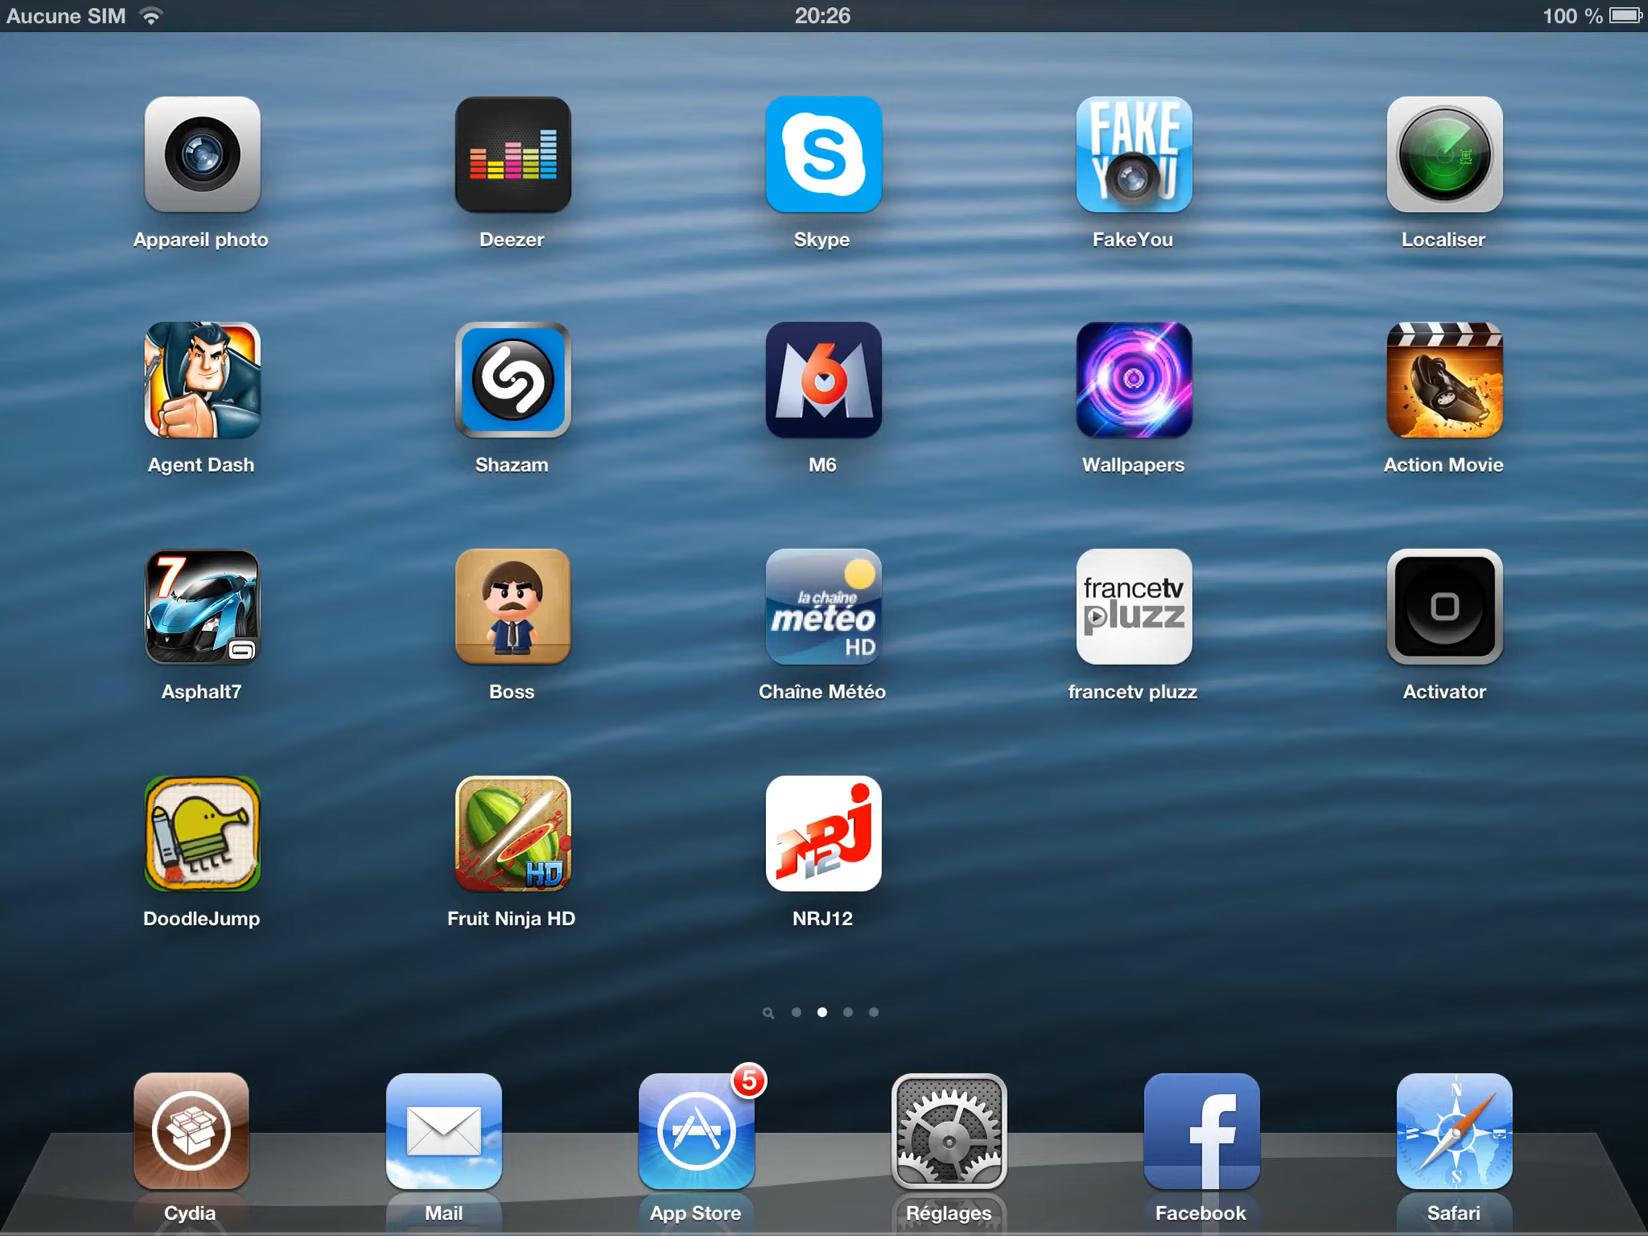 Aucune SIM 20:26 100 %
FAKE
YOU
Appareil photo Deezer Skype FakeYou Localiser
M6
Agent Dash Shazam M6 Wallpapers Action Movie
7
la chaîne
météo
HD
francetv
pluzz
Asphalt7 Boss Chaîne Météo francetv pluzz Activator
HD
NRJ
12
DoodleJump Fruit Ninja HD NRJ12
5
N
S
Cydia Mail App Store Réglages Facebook Safari